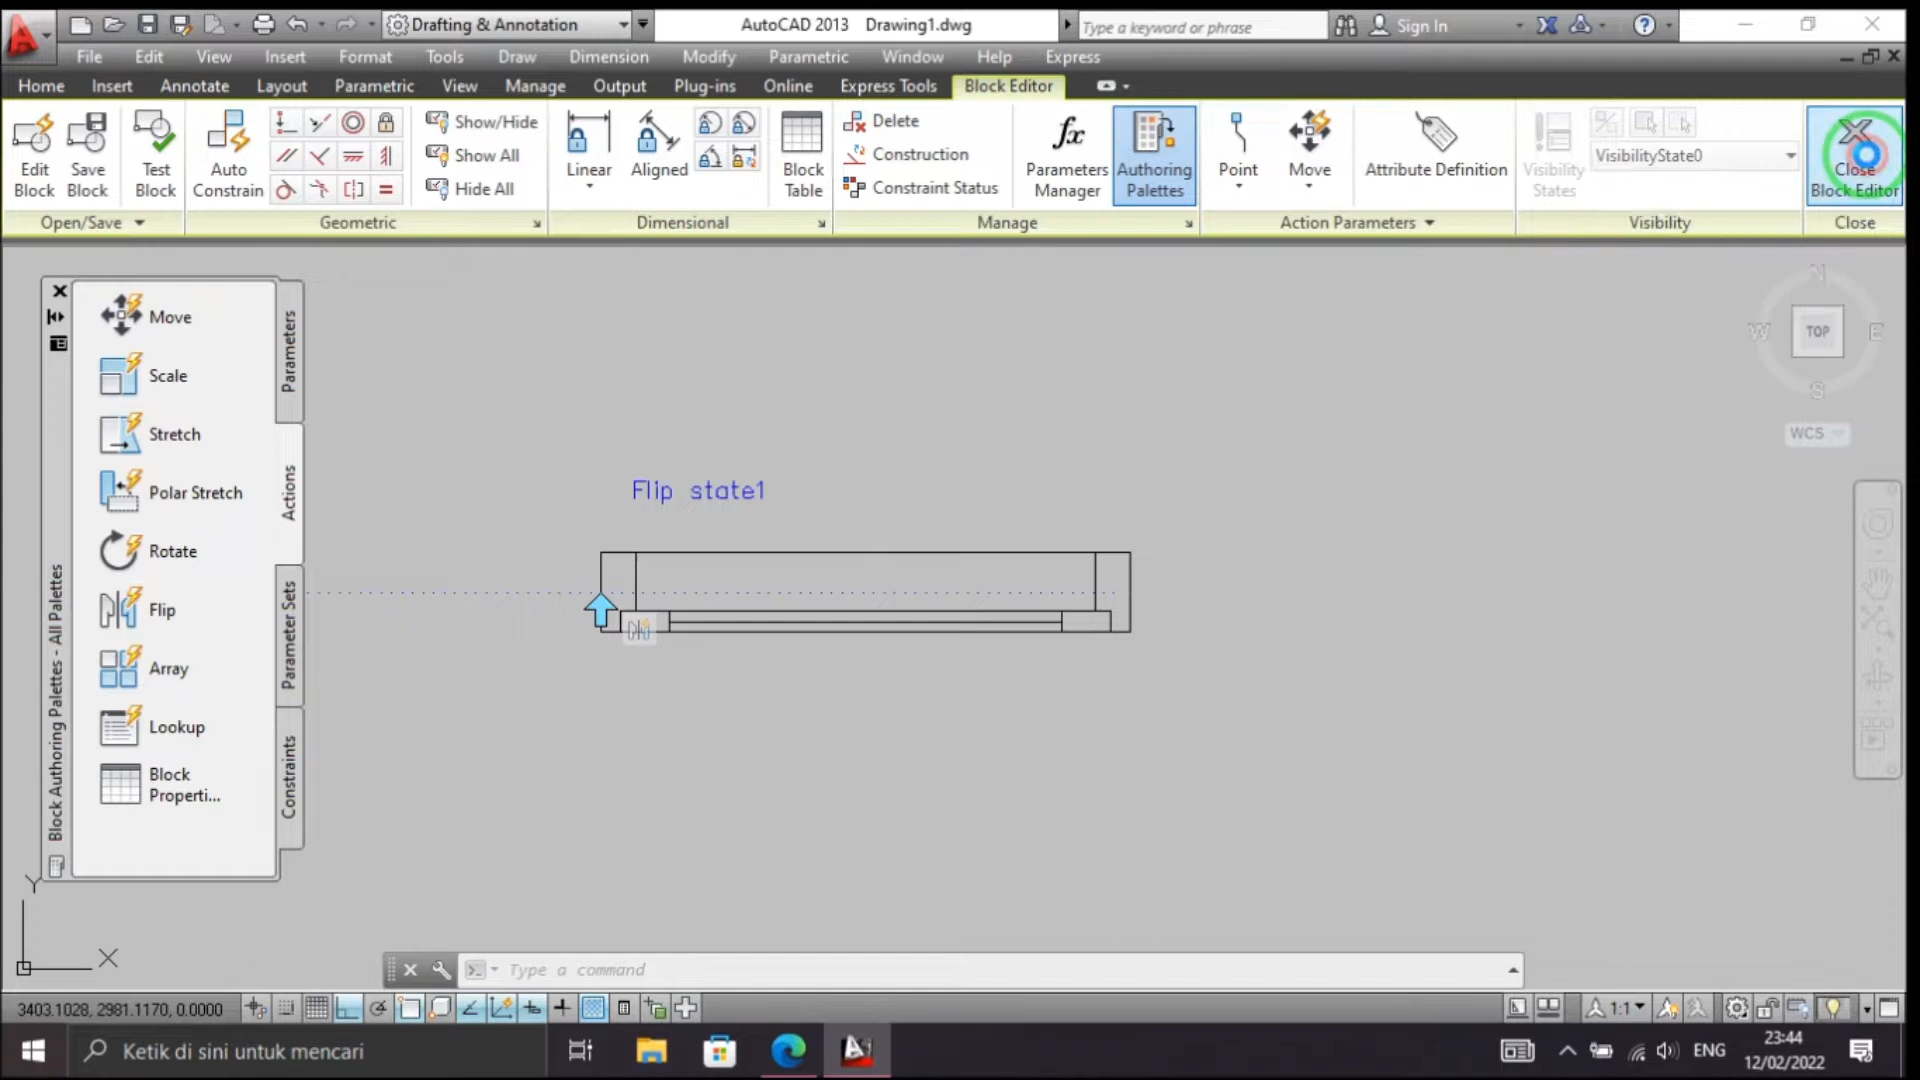 Drafting & Annotation
AutoCAD 2013 Drawing1.dwg
Type a keyword or phrase
Sign In
File Edit View Insert Format Tools Draw Dimension Modify Parametric Window Help Express
Home Insert Annotate Layout Parametric View Manage Output Plug-ins Online Express Tools Block Editor
Edit Block
Save Block
Test Block
Auto Constrain
Show/Hide
Show All
Hide All
Linear
Aligned
Block Table
Delete
Construction
Constraint Status
fx
Parameters Manager
Authoring Palettes
Point
Move
Attribute Definition
Visibility States
VisibilityState0
Close Block Editor
Open/Save
Geometric
Dimensional
Manage
Action Parameters
Visibility
Close
Move
Scale
Stretch
Polar Stretch
Rotate
Flip
Array
Lookup
Block
Properti...
Parameters
Actions
Parameter Sets
Constraints
Block Authoring Palettes - All Palettes
Flip state1
N
W
TOP
E
S
WCS
Y
X
Type a command
3403.1028, 2981.1170, 0.0000
1:1
Ketik di sini untuk mencari
ENG
23:44
12/02/2022